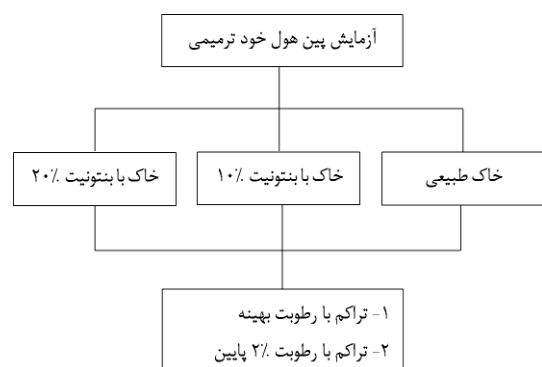 آزمایش پین هول خود ترمیمی
خاک طبیعی
خاک با بنتونیت ۱۰٪
خاک با بنتونیت ۲۰٪
۱- تراکم با رطوبت بهینه
۲- تراکم با رطوبت ۲٪ پایین